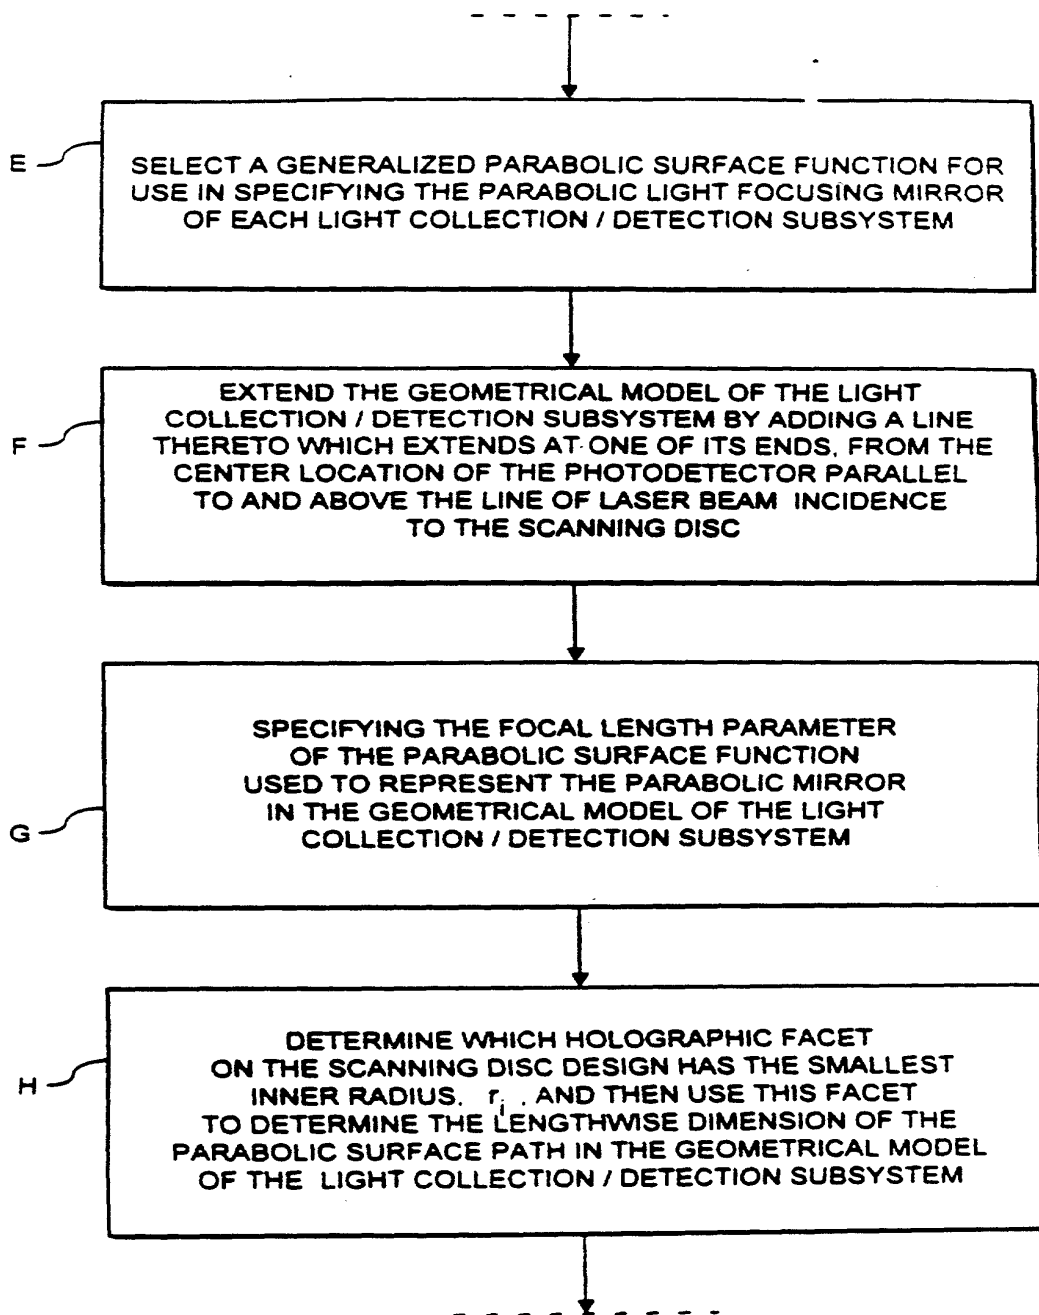 E
SELECT A GENERALIZED PARABOLIC SURFACE FUNCTION FOR
USE IN SPECIFYING THE PARABOLIC LIGHT FOCUSING MIRROR
OF EACH LIGHT COLLECTION / DETECTION SUBSYSTEM
F
EXTEND THE GEOMETRICAL MODEL OF THE LIGHT
COLLECTION / DETECTION SUBSYSTEM BY ADDING A LINE
THERETO WHICH EXTENDS AT ONE OF ITS ENDS, FROM THE
CENTER LOCATION OF THE PHOTODETECTOR PARALLEL
TO AND ABOVE THE LINE OF LASER BEAM INCIDENCE
TO THE SCANNING DISC
G
SPECIFYING THE FOCAL LENGTH PARAMETER
OF THE PARABOLIC SURFACE FUNCTION
USED TO REPRESENT THE PARABOLIC MIRROR
IN THE GEOMETRICAL MODEL OF THE LIGHT
COLLECTION / DETECTION SUBSYSTEM
H
DETERMINE WHICH HOLOGRAPHIC FACET
ON THE SCANNING DISC DESIGN HAS THE SMALLEST
INNER RADIUS, r_i , AND THEN USE THIS FACET
TO DETERMINE THE LENGTHWISE DIMENSION OF THE
PARABOLIC SURFACE PATH IN THE GEOMETRICAL MODEL
OF THE LIGHT COLLECTION / DETECTION SUBSYSTEM